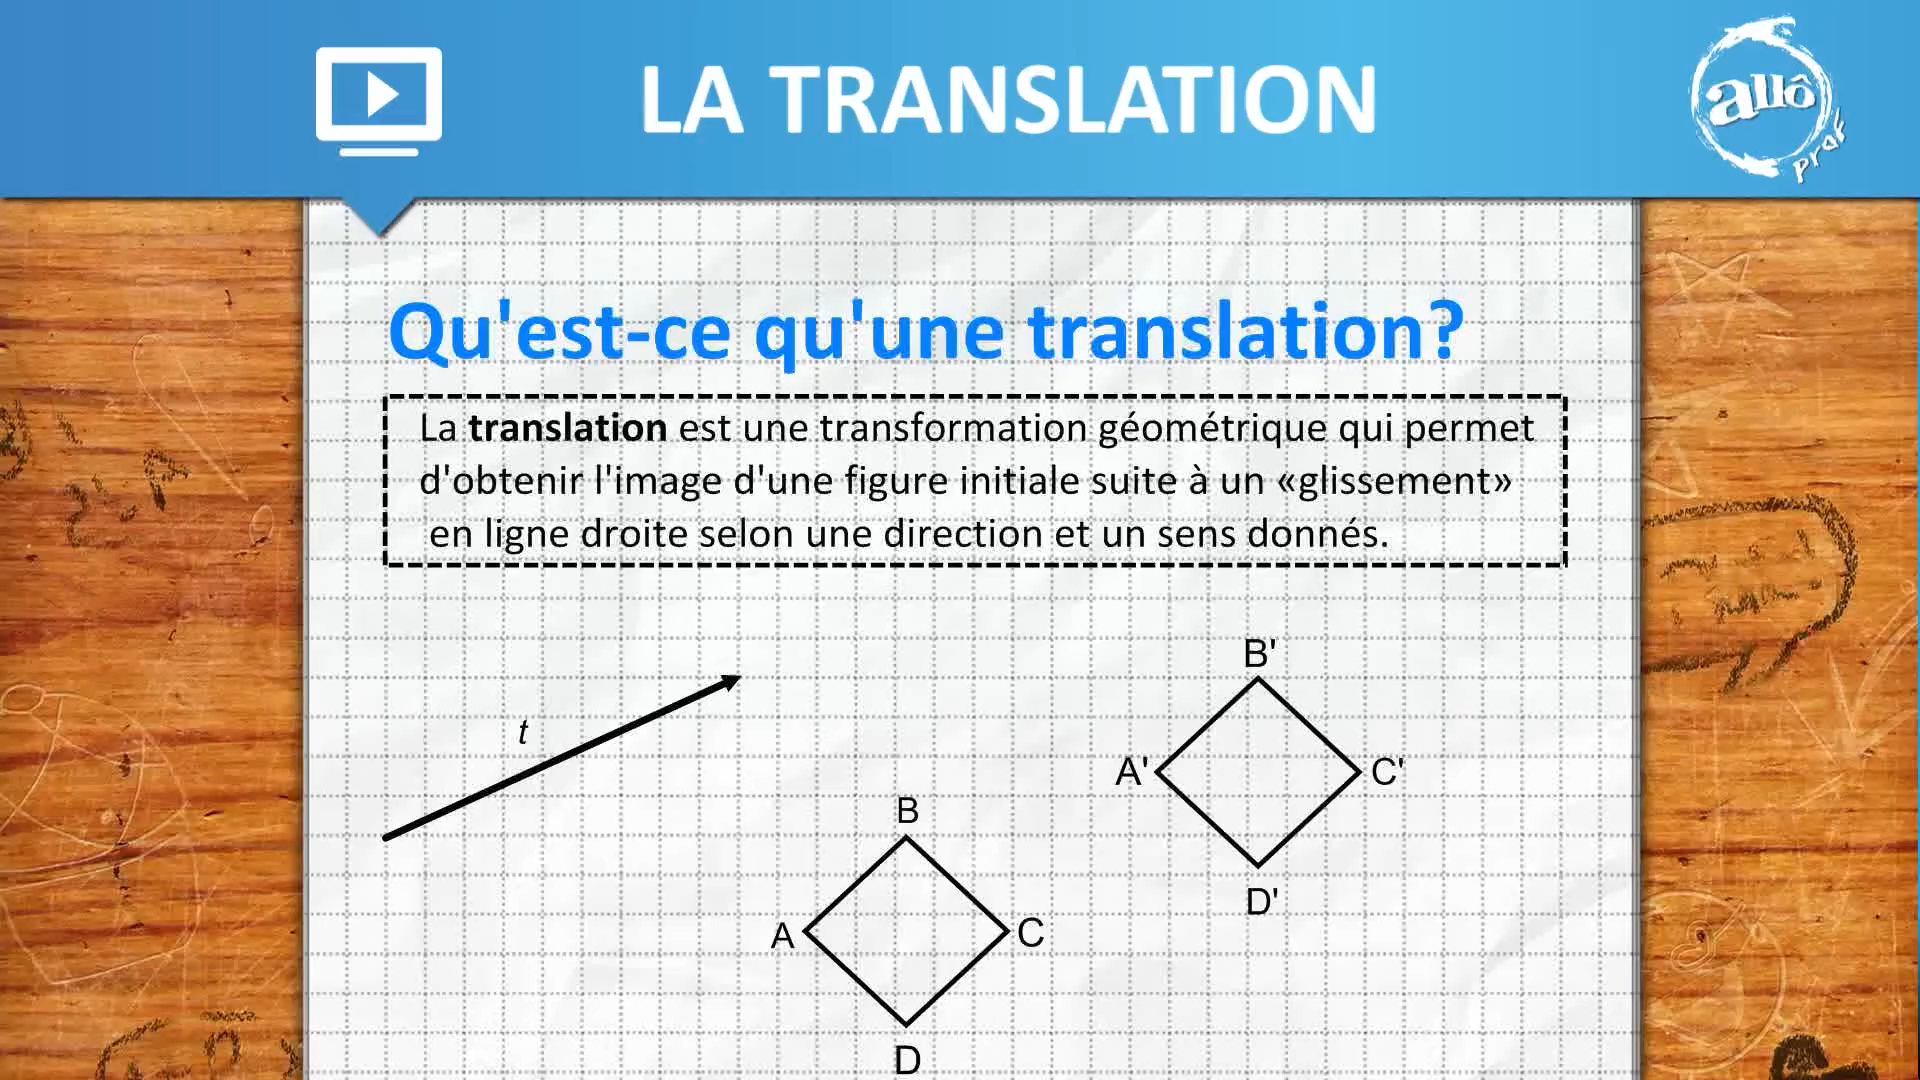 LA TRANSLATION
allô
prof
Qu'est-ce qu'une translation?
La translation est une transformation géométrique qui permet
d'obtenir l'image d'une figure initiale suite à un «glissement»
en ligne droite selon une direction et un sens donnés.
B'
t
A'
C'
B
D'
A
C
D